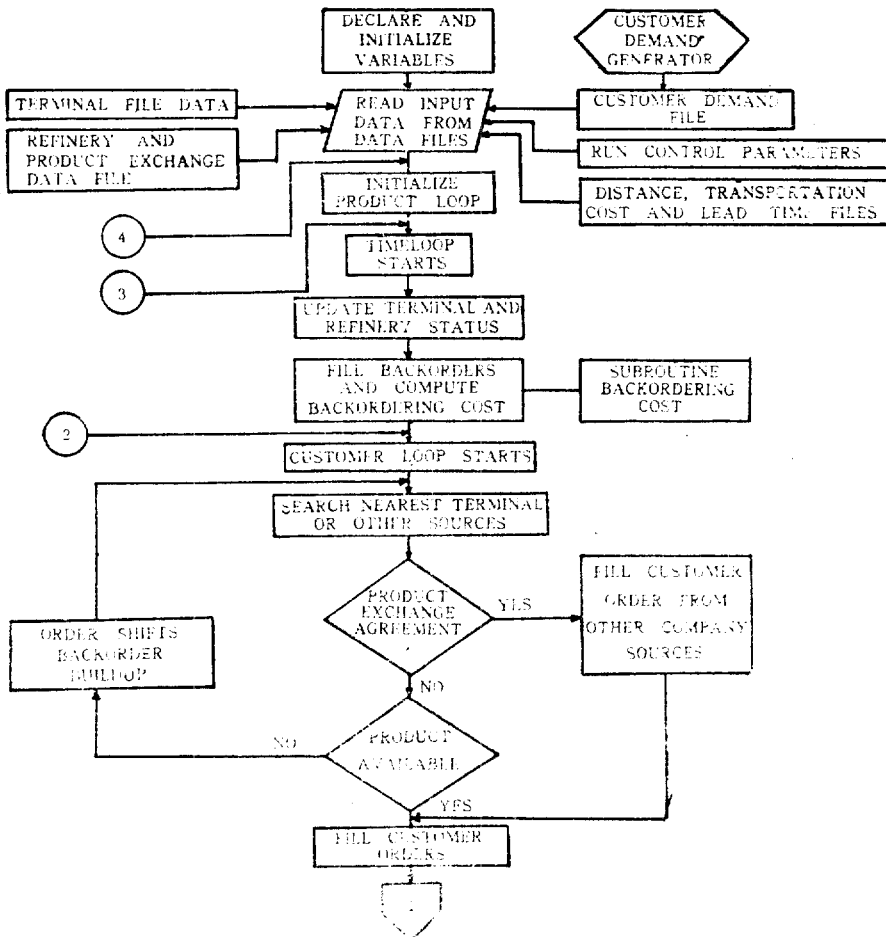 DECLARE AND
INITIALIZE
VARIABLES
CUSTOMER
DEMAND
GENERATOR
TERMINAL FILE DATA
READ INPUT
DATA FROM
DATA FILES
CUSTOMER DEMAND
FILE
REFINERY AND
PRODUCT EXCHANGE
DATA FILE
RUN CONTROL PARAMETERS
INITIALIZE
PRODUCT LOOP
DISTANCE, TRANSPORTATION
COST AND LEAD TIME FILES
4
TIMELOOP
STARTS
3
UPDATE TERMINAL AND
REFINERY STATUS
FILL BACKORDERS
AND COMPUTE
BACKORDERING COST
SUBROUTINE
BACKORDERING
COST
2
CUSTOMER LOOP STARTS
SEARCH NEAREST TERMINAL
OR OTHER SOURCES
PRODUCT
EXCHANGE
AGREEMENT
YES
FILL CUSTOMER
ORDER FROM
OTHER COMPANY
SOURCES
ORDER SHIFTS
BACKORDER
BUILDUP
NO
NO
PRODUCT
AVAILABLE
YES
FILL CUSTOMER
ORDERS